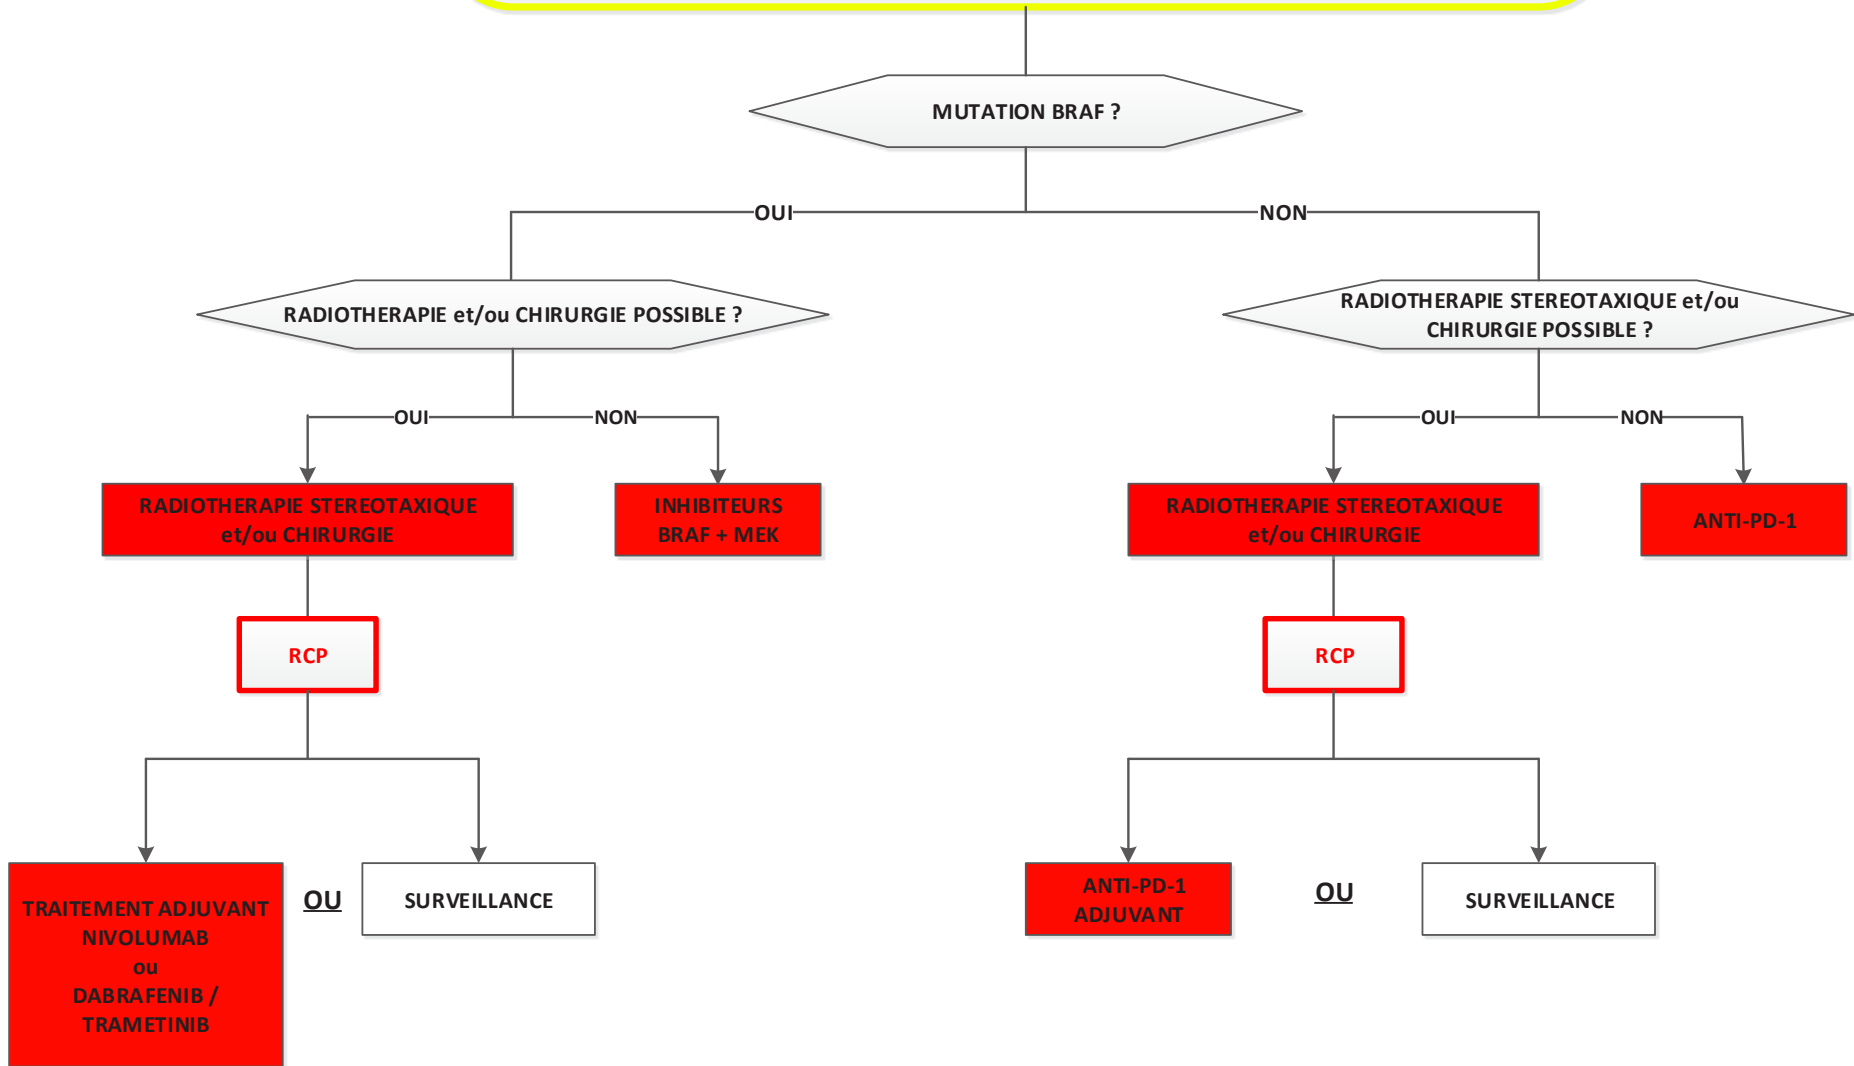 MUTATION BRAF ?
OUI
NON
RADIOTHERAPIE et/ou CHIRURGIE POSSIBLE ?
RADIOTHERAPIE STEREOTAXIQUE et/ou
CHIRURGIE POSSIBLE ?
OUI
NON
OUI
NON
RADIOTHERAPIE STEREOTAXIQUE
et/ou CHIRURGIE
INHIBITEURS
BRAF + MEK
RADIOTHERAPIE STEREOTAXIQUE
et/ou CHIRURGIE
ANTI-PD-1
RCP
RCP
TRAITEMENT ADJUVANT
NIVOLUMAB
ou
DABRAFENIB /
TRAMETINIB
OU
SURVEILLANCE
ANTI-PD-1
ADJUVANT
OU
SURVEILLANCE